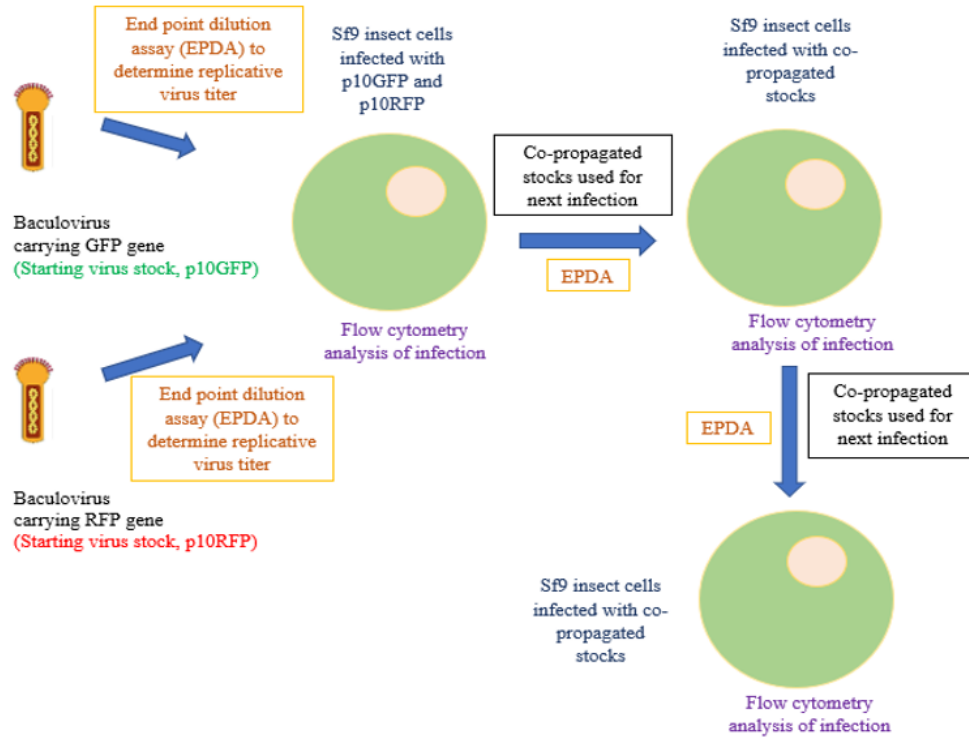 End point dilution
assay (EPDA) to
determine replicative
virus titer
Baculovirus
carrying GFP gene
(Starting virus stock, p10GFP)
End point dilution
assay (EPDA) to
determine replicative
virus titer
Baculovirus
carrying RFP gene
(Starting virus stock, p10RFP)
Sf9 insect cells
infected with
p10GFP and
p10RFP
Flow cytometry
analysis of infection
Co-propagated
stocks used for
next infection
EPDA
Sf9 insect cells
infected with co-
propagated
stocks
Flow cytometry
analysis of infection
EPDA
Co-propagated
stocks used for
next infection
Sf9 insect cells
infected with co-
propagated
stocks
Flow cytometry
analysis of infection